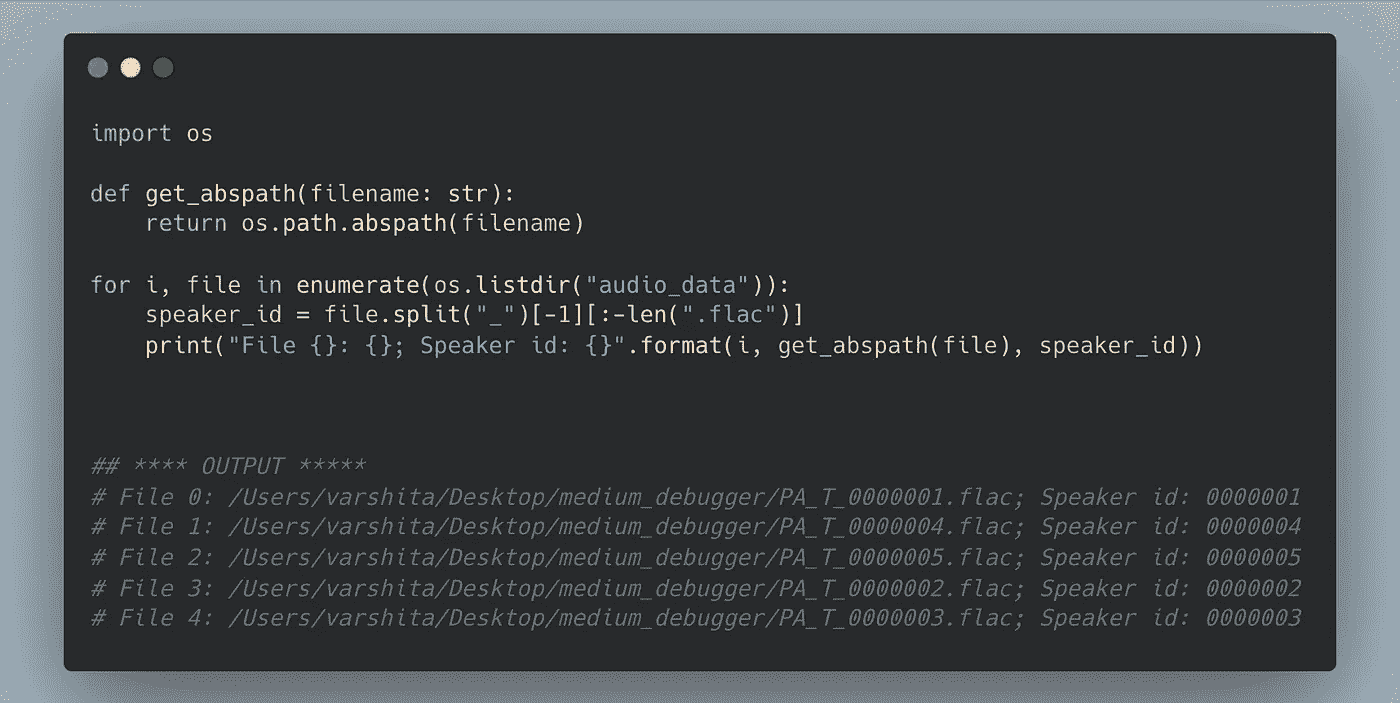 import os
def get_abspath(filename: str):
    return os.path.abspath(filename)
for i, file in enumerate(os.listdir("audio_data")):
    speaker_id = file.split("_")[-1][:-len(".flac")]
    print("File {}: {}; Speaker id: {}".format(i, get_abspath(file), speaker_id))
## **** OUTPUT *****
# File 0: /Users/varshita/Desktop/medium_debugger/PA_T_0000001.flac; Speaker id: 0000001
# File 1: /Users/varshita/Desktop/medium_debugger/PA_T_0000004.flac; Speaker id: 0000004
# File 2: /Users/varshita/Desktop/medium_debugger/PA_T_0000005.flac; Speaker id: 0000005
# File 3: /Users/varshita/Desktop/medium_debugger/PA_T_0000002.flac; Speaker id: 0000002
# File 4: /Users/varshita/Desktop/medium_debugger/PA_T_0000003.flac; Speaker id: 0000003